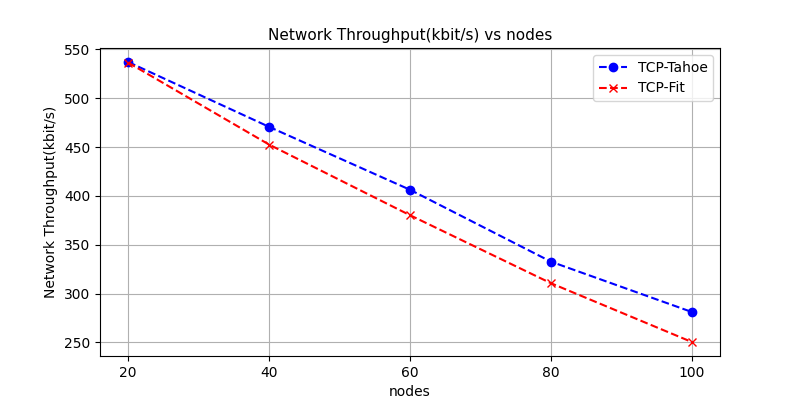 Network Throughput(kbit/s) vs nodes
TCP-Tahoe
TCP-Fit
Network Throughput(kbit/s)
550
500
450
400
350
300
250
20 40 60 80 100
nodes